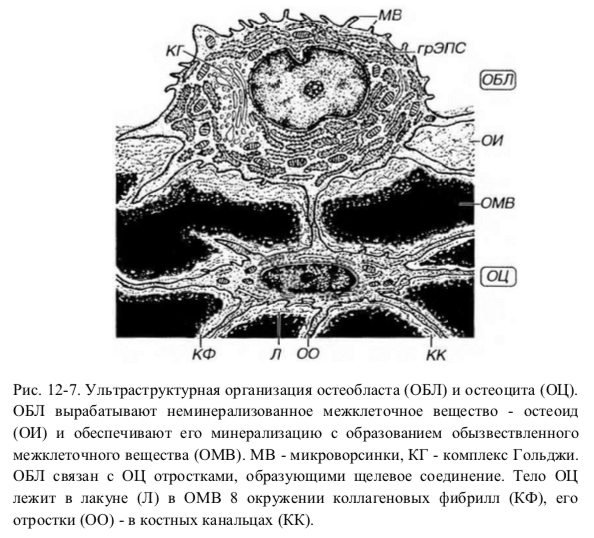 МВ
КГ
грЭПС
ОБЛ
ОИ
ОМВ
ОЦ
КФ Л ОО КК
Рис. 12-7. Ультраструктурная организация остеобласта (ОБЛ) и остеоцита (ОЦ).
ОБЛ вырабатывают неминерализованное межклеточное вещество - остеоид
(ОИ) и обеспечивают его минерализацию с образованием обызвествленного
межклеточного вещества (ОМВ). МВ - микроворсинки, КГ - комплекс Гольджи.
ОБЛ связан с ОЦ отростками, образующими щелевое соединение. Тело ОЦ
лежит в лакуне (Л) в ОМВ 8 окружении коллагеновых фибрилл (КФ), его
отростки (ОО) - в костных канальцах (КК).